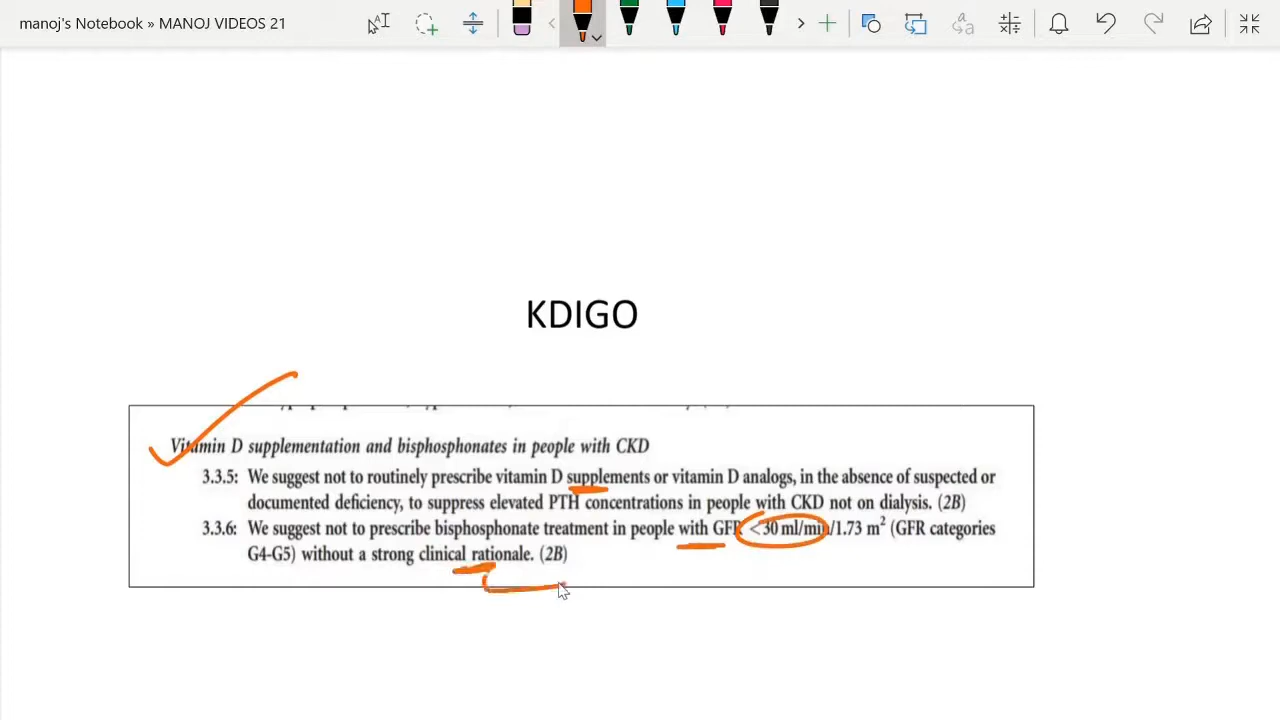 manoj's Notebook » MANOJ VIDEOS 21
KDIGO
Vitamin D supplementation and bisphosphonates in people with CKD
3.3.5: We suggest not to routinely prescribe vitamin D supplements or vitamin D analogs, in the absence of suspected or
documented deficiency, to suppress elevated PTH concentrations in people with CKD not on dialysis. (2B)
3.3.6: We suggest not to prescribe bisphosphonate treatment in people with GFR <30 ml/min/1.73 m² (GFR categories
G4-G5) without a strong clinical rationale. (2B)